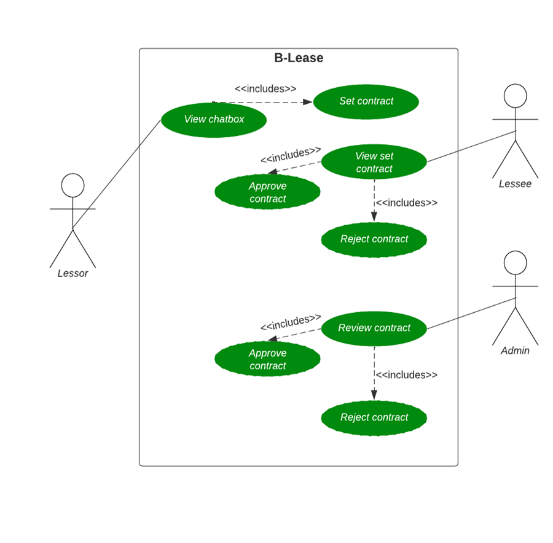 B-Lease
<<includes>>
Set contract
View chatbox
<<includes>>
View set
contract
Approve
contract
Lessee
<<includes>>
Reject contract
Lessor
<<includes>>
Review contract
Approve
contract
Admin
<<includes>>
Reject contract